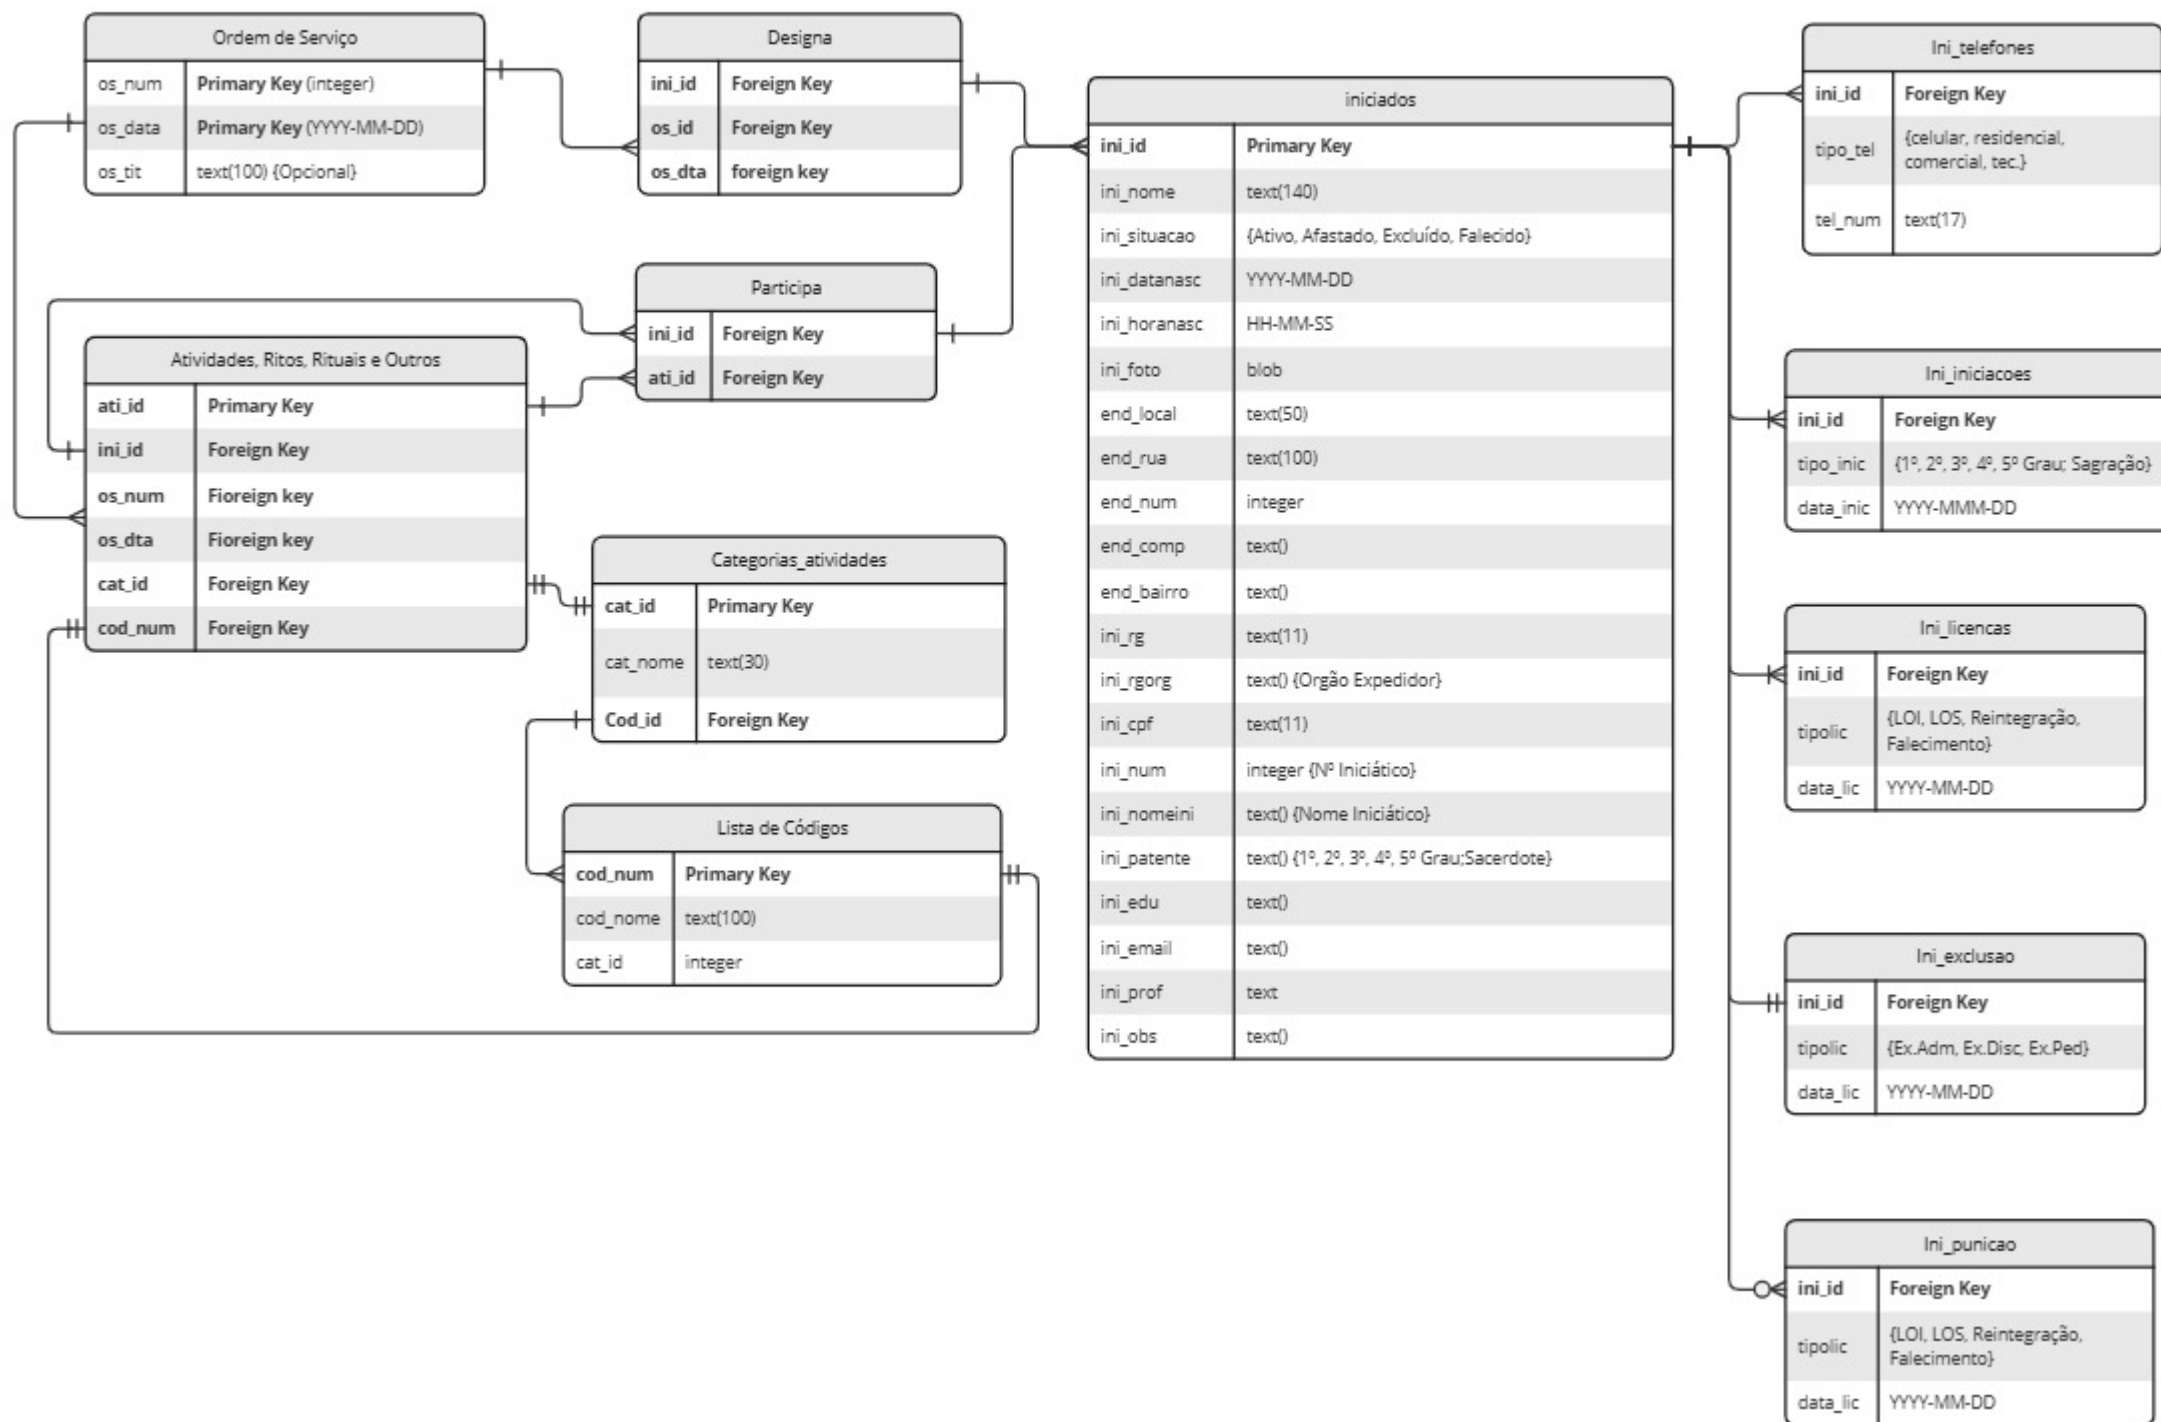 Ordem de Serviço
os_num Primary Key (integer)
os_data Primary Key (YYYY-MM-DD)
os_tit text(100) {Opcional}
Designa
ini_id Foreign Key
os_id Foreign Key
os_dta foreign key
Participa
ini_id Foreign Key
ati_id Foreign Key
Atividades, Ritos, Rituais e Outros
ati_id Primary Key
ini_id Foreign Key
os_num Fioreign key
os_dta Fioreign key
cat_id Foreign Key
cod_num Foreign Key
Categorias_atividades
cat_id Primary Key
cat_nome text(30)
Cod_id Foreign Key
Lista de Códigos
cod_num Primary Key
cod_nome text(100)
cat_id integer
iniciados
ini_id Primary Key
ini_nome text(140)
ini_situacao {Ativo, Afastado, Excluído, Falecido}
ini_datanasc YYYY-MM-DD
ini_horanasc HH-MM-SS
ini_foto blob
end_local text(50)
end_rua text(100)
end_num integer
end_comp text()
end_bairro text()
ini_rg text(11)
ini_rgorg text() {Orgão Expedidor}
ini_cpf text(11)
ini_num integer {Nº Iniciático}
ini_nomeini text() {Nome Iniciático}
ini_patente text() {1º, 2º, 3º, 4º, 5º Grau;Sacerdote}
ini_edu text()
ini_email text()
ini_prof text
ini_obs text()
Ini_telefones
ini_id Foreign Key
tipo_tel {celular, residencial,
comercial, tec.}
tel_num text(17)
Ini_iniciacoes
ini_id Foreign Key
tipo_inic {1º, 2º, 3º, 4º, 5º Grau; Sagração}
data_inic YYYY-MMM-DD
Ini_licencas
ini_id Foreign Key
tipolic {LOI, LOS, Reintegração,
Falecimento}
data_lic YYYY-MM-DD
Ini_exclusao
ini_id Foreign Key
tipolic {Ex.Adm, Ex.Disc, Ex.Ped}
data_lic YYYY-MM-DD
Ini_punicao
ini_id Foreign Key
tipolic {LOI, LOS, Reintegração,
Falecimento}
data_lic YYYY-MM-DD